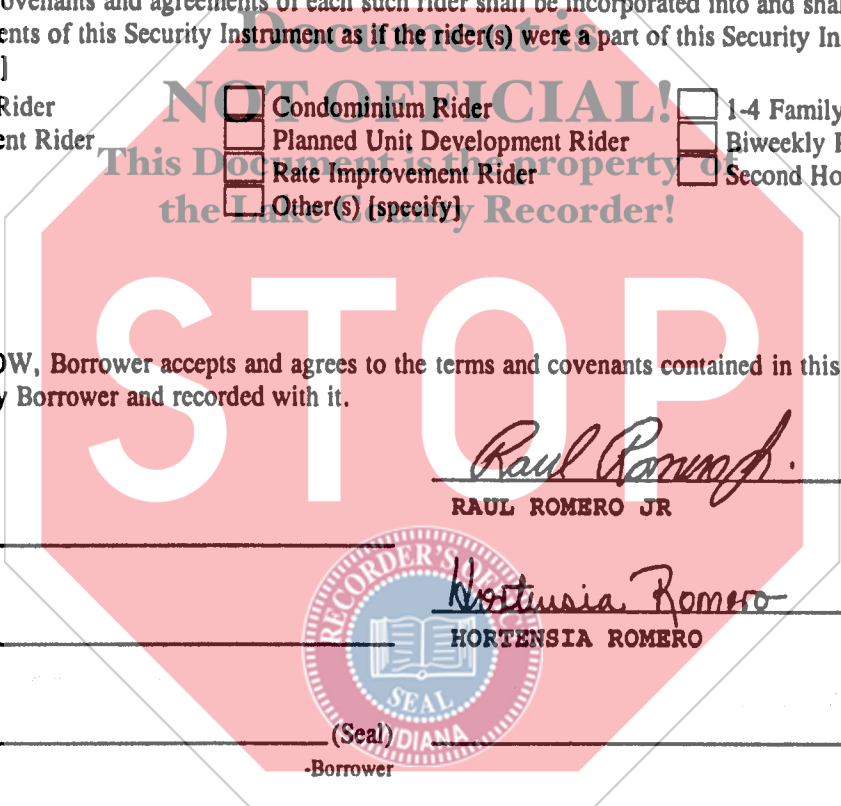 ovenants and agreements of each such rider shall be incorporated into and shal
ents of this Security Instrument as if the rider(s) were a part of this Security In
Document is
]
NOT OFFICIAL!
Rider Condominium Rider 1-4 Family
ent Rider Planned Unit Development Rider Biweekly P
This Document is the property of
Rate Improvement Rider Second Ho
the Lake County Recorder!
Other(s) [specify]
STOP
OW, Borrower accepts and agrees to the terms and covenants contained in this
y Borrower and recorded with it.
Raul Romero Jr.
RAUL ROMERO JR
Hortensia Romero
HORTENSIA ROMERO
RECORDER'S
SEAL
INDIANA
(Seal)
-Borrower